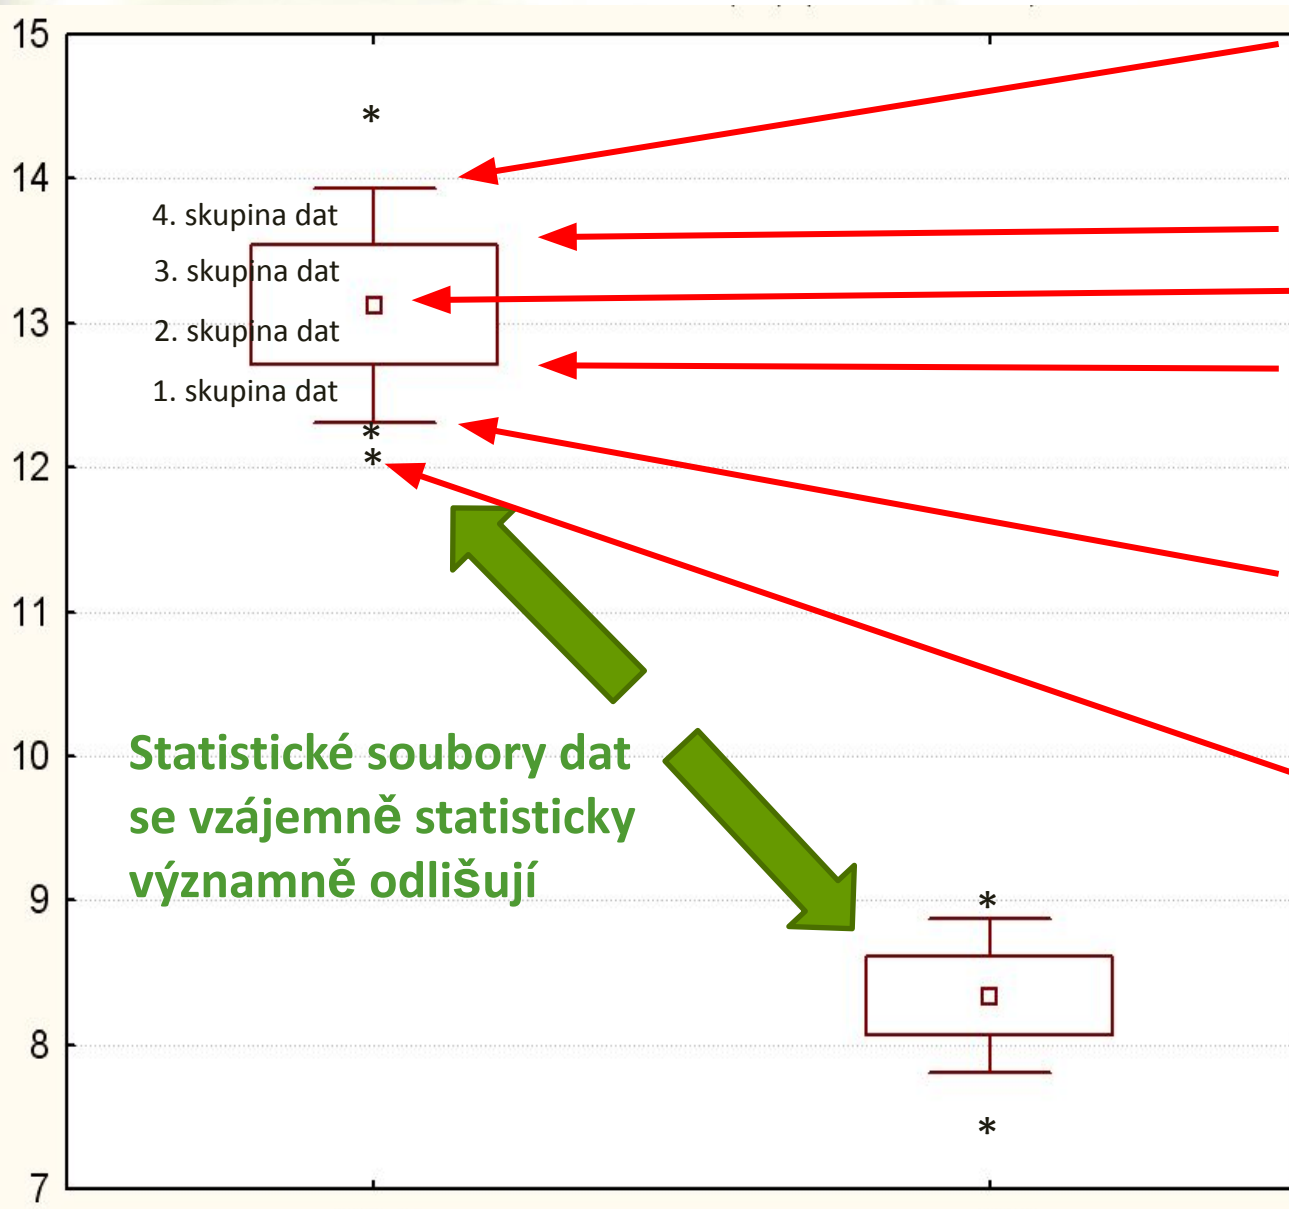 15
14
4. skupina dat
3. skupina dat
13
2. skupina dat
1. skupina dat
12
11
10
Statistické soubory dat
se vzájemně statisticky
významně odlišují
9
8
7